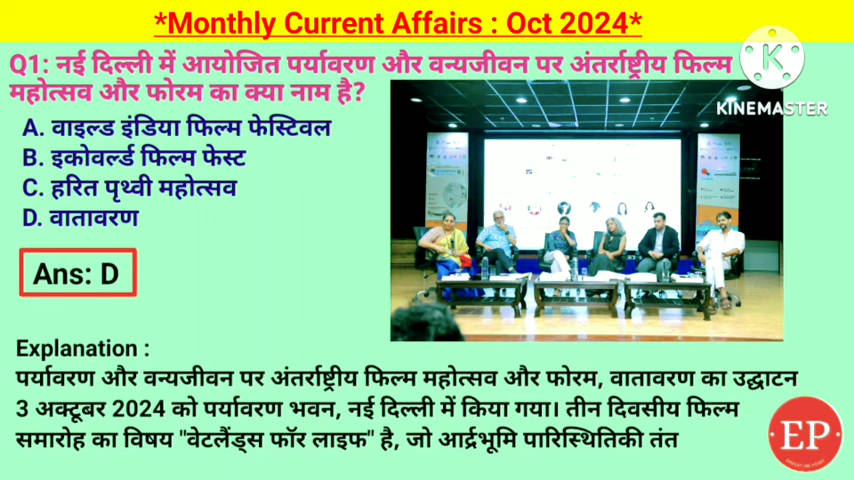 *Monthly Current Affairs : Oct 2024*
Q1: नई दिल्ली में आयोजित पर्यावरण और वन्यजीवन पर अंतर्राष्ट्रीय फिल्म
महोत्सव और फोरम का क्या नाम है?
K
KINEMASTER
A. वाइल्ड इंडिया फिल्म फेस्टिवल
B. इकोवर्ल्ड फिल्म फेस्ट
C. हरित पृथ्वी महोत्सव
D. वातावरण
Ans: D
Explanation :
पर्यावरण और वन्यजीवन पर अंतर्राष्ट्रीय फिल्म महोत्सव और फोरम, वातावरण का उद्घाटन
3 अक्टूबर 2024 को पर्यावरण भवन, नई दिल्ली में किया गया। तीन दिवसीय फिल्म
समारोह का विषय "वेटलैंड्स फॉर लाइफ" है, जो आर्द्रभूमि पारिस्थितिकी तंत
EP